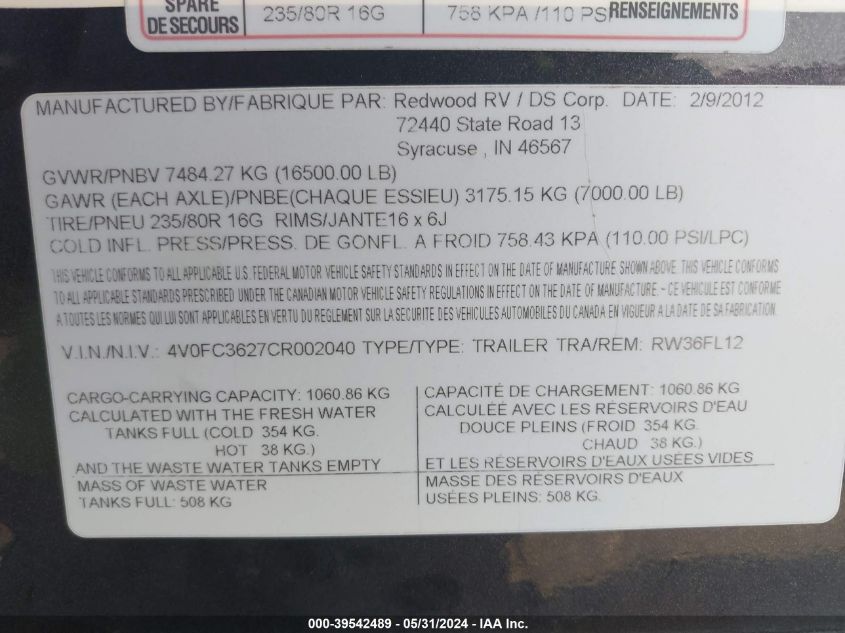 SPARE
DE SECOURS 235/80R 16G 758 KPA /110 PSI RENSEIGNEMENTS
MANUFACTURED BY/FABRIQUE PAR: Redwood RV / DS Corp. DATE: 2/9/2012
72440 State Road 13
Syracuse , IN 46567
GVWR/PNBV 7484.27 KG (16500.00 LB)
GAWR (EACH AXLE)/PNBE(CHAQUE ESSIEU) 3175.15 KG (7000.00 LB)
TIRE/PNEU 235/80R 16G RIMS/JANTE16 x 6J
COLD INFL. PRESS/PRESS. DE GONFL. A FROID 758.43 KPA (110.00 PSI/LPC)
THIS VEHICLE CONFORMS TO ALL APPLICABLE U.S. FEDERAL MOTOR VEHICLE SAFETY STANDARDS IN EFFECT ON THE DATE OF MANUFACTURE SHOWN ABOVE. THIS VEHICLE CONFORMS
TO ALL APPLICABLE STANDARDS PRESCRIBED UNDER THE CANADIAN MOTOR VEHICLE SAFETY REGULATIONS IN EFFECT ON THE DATE OF MANUFACTURE. - CE VEHICULE EST CONFORME
A TOUTES LES NORMES QUI LUI SONT APPLICABLES EN VERTU DU REGLEMENT SUR LA SECURITE DES VEHICULES AUTOMOBILES DU CANADA EN VIGUEUR A LA DATE DE SA FABRICATION.
V.I.N./N.I.V.: 4V0FC3627CR002040 TYPE/TYPE: TRAILER TRA/REM: RW36FL12
CARGO-CARRYING CAPACITY: 1060.86 KG
CALCULATED WITH THE FRESH WATER
TANKS FULL (COLD 354 KG.
HOT 38 KG.)
AND THE WASTE WATER TANKS EMPTY
MASS OF WASTE WATER
TANKS FULL: 508 KG
CAPACITÉ DE CHARGEMENT: 1060.86 KG
CALCULÉE AVEC LES RÉSERVOIRS D'EAU
DOUCE PLEINS (FROID 354 KG.
CHAUD 38 KG.)
ET LES RÉSERVOIRS D'EAUX USÉES VIDES
MASSE DES RÉSERVOIRS D'EAUX
USÉES PLEINS: 508 KG.
000-39542489 - 05/31/2024 - IAA Inc.